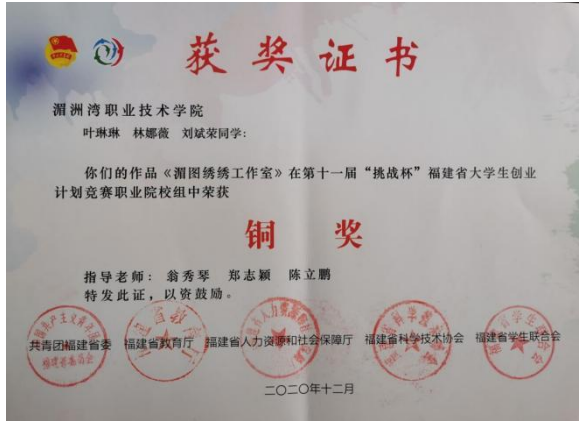 获奖证书
湄洲湾职业技术学院
叶琳琳 林娜薇 刘斌荣同学:
你们的作品《湄图绣绣工作室》在第十一届“挑战杯”福建省大学生创业
计划竞赛职业院校组中荣获
铜奖
指导老师: 翁秀琴 郑志颖 陈立鹏
特发此证,以资鼓励。
共青团福建省委 福建省教育厅 福建省人力资源和社会保障厅 福建省科学技术协会 福建省学生联合会
二〇二〇年十二月